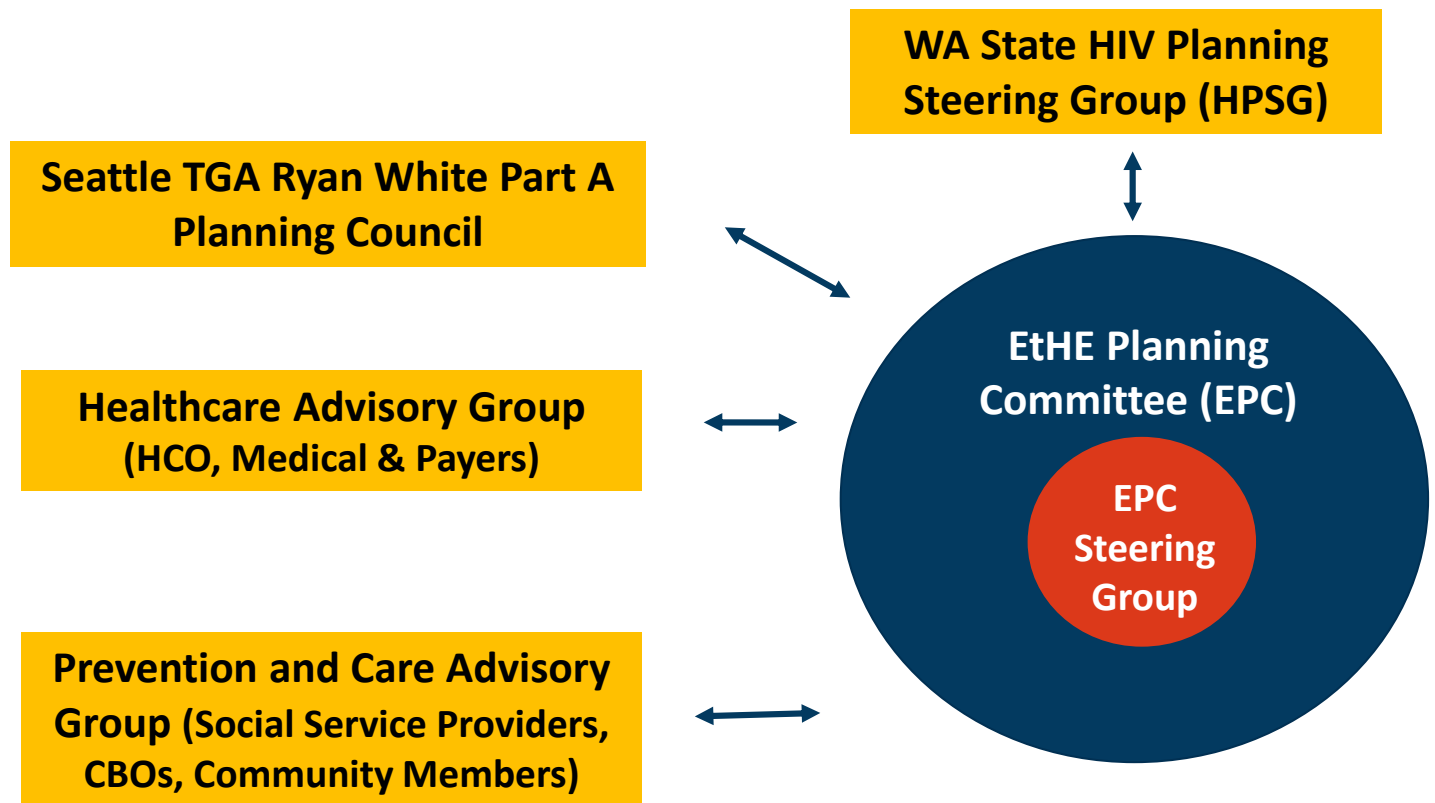 WA State HIV Planning
Steering Group (HPSG)
Seattle TGA Ryan White Part A
Planning Council
EtHE Planning
Committee (EPC)
Healthcare Advisory Group
(HCO, Medical & Payers)
EPC
Steering
Group
Prevention and Care Advisory
Group (Social Service Providers,
CBOs, Community Members)